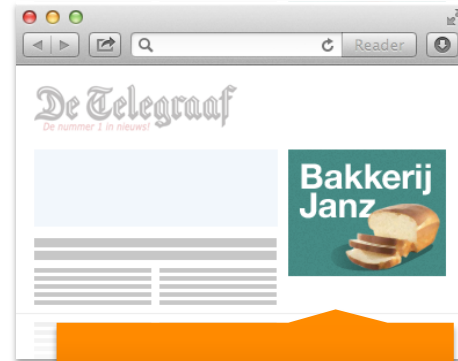 Reader
De Telegraaf
De nummer 1 in nieuws!
Bakkerij
Janz